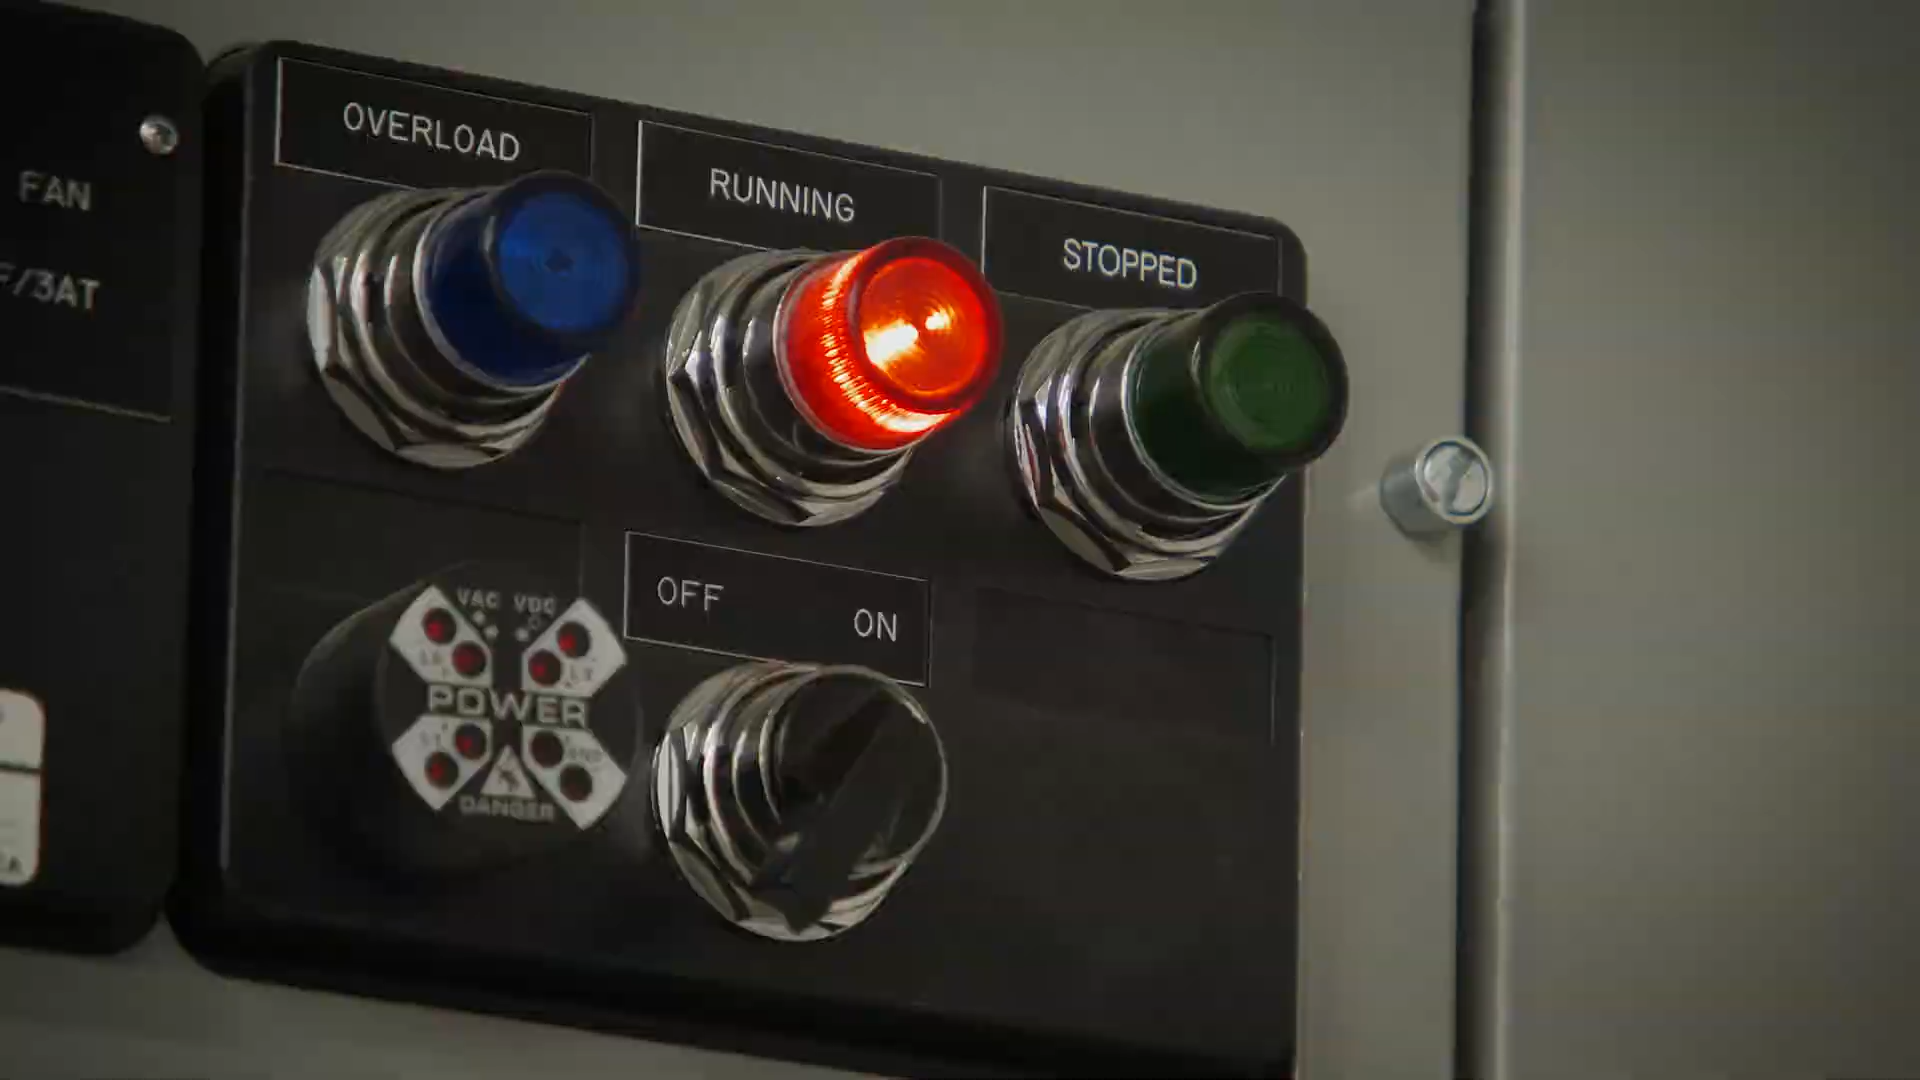 OVERLOAD
RUNNING
STOPPED
FAN
F/3AT
OFF
ON
VAC VDC
POWER
DANGER